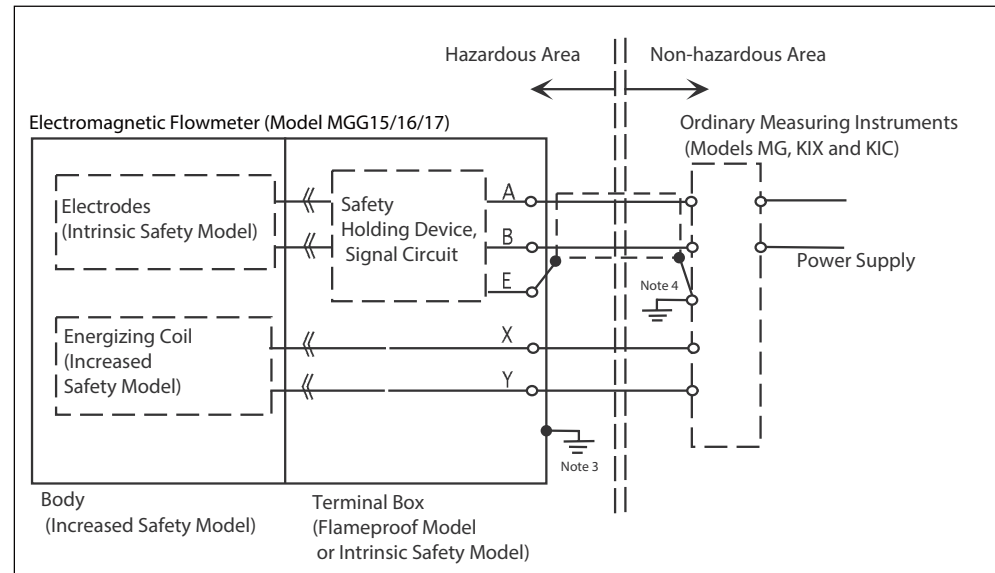 Hazardous Area
Non-hazardous Area
Electromagnetic Flowmeter (Model MGG15/16/17)
Ordinary Measuring Instruments
(Models MG, KIX and KIC)
Electrodes
(Intrinsic Safety Model)
Safety
Holding Device,
Signal Circuit
A
B
E
Note 4
Power Supply
Energizing Coil
(Increased
Safety Model)
X
Y
Note 3
Body
(Increased Safety Model)
Terminal Box
(Flameproof Model
or Intrinsic Safety Model)